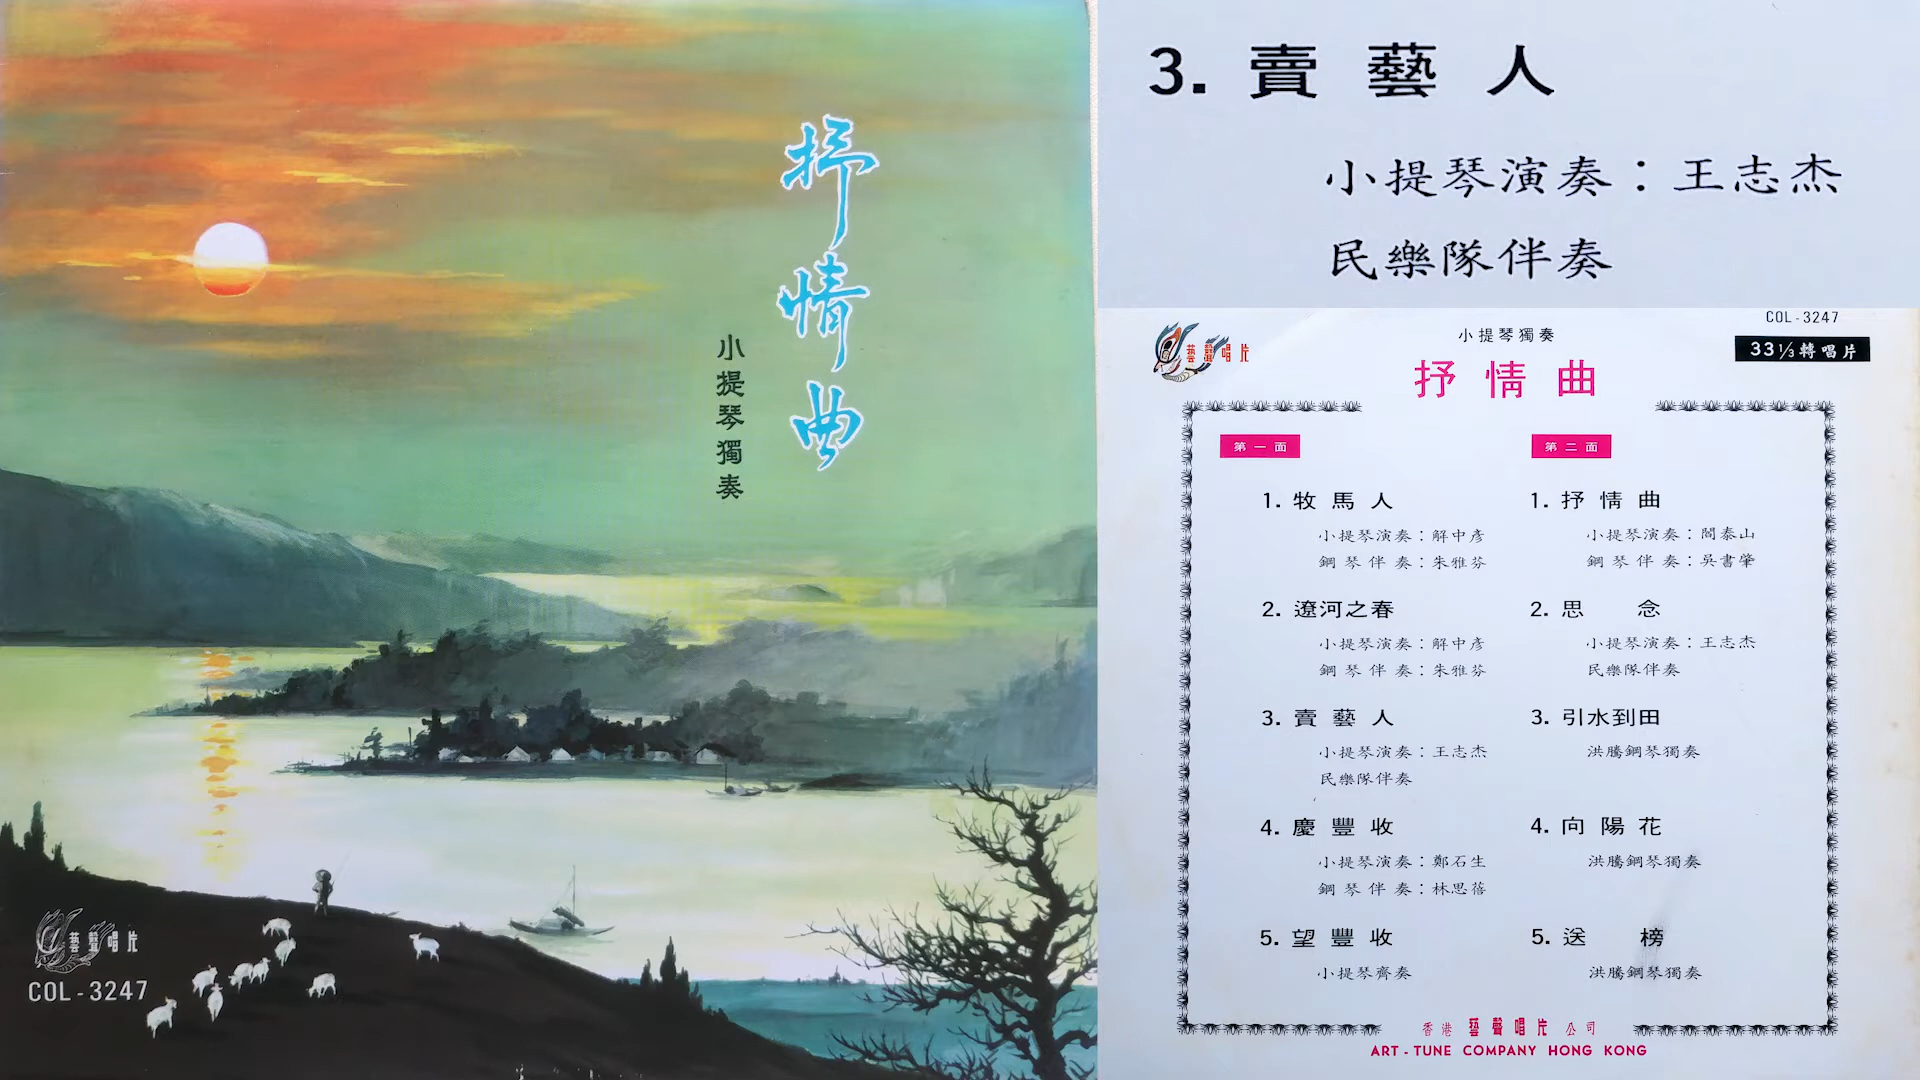 抒情曲
小提琴獨奏
藝聲唱片
COL-3247
3. 賣藝人
小提琴演奏：王志杰
民樂隊伴奏
COL-3247
藝聲唱片
小提琴獨奏
33⅓轉唱片
抒情曲
第一面
1. 牧馬人
小提琴演奏：解中彦
鋼琴伴奏：朱雅芬
2. 遼河之春
小提琴演奏：解中彦
鋼琴伴奏：朱雅芬
3. 賣藝人
小提琴演奏：王志杰
民樂隊伴奏
4. 慶豐收
小提琴演奏：鄭石生
鋼琴伴奏：林思蓓
5. 望豐收
小提琴齊奏
第二面
1. 抒情曲
小提琴演奏：閻泰山
鋼琴伴奏：吳書肇
2. 思念
小提琴演奏：王志杰
民樂隊伴奏
3. 引水到田
洪騰鋼琴獨奏
4. 向陽花
洪騰鋼琴獨奏
5. 送榜
洪騰鋼琴獨奏
香港藝聲唱片公司
ART-TUNE COMPANY HONG KONG